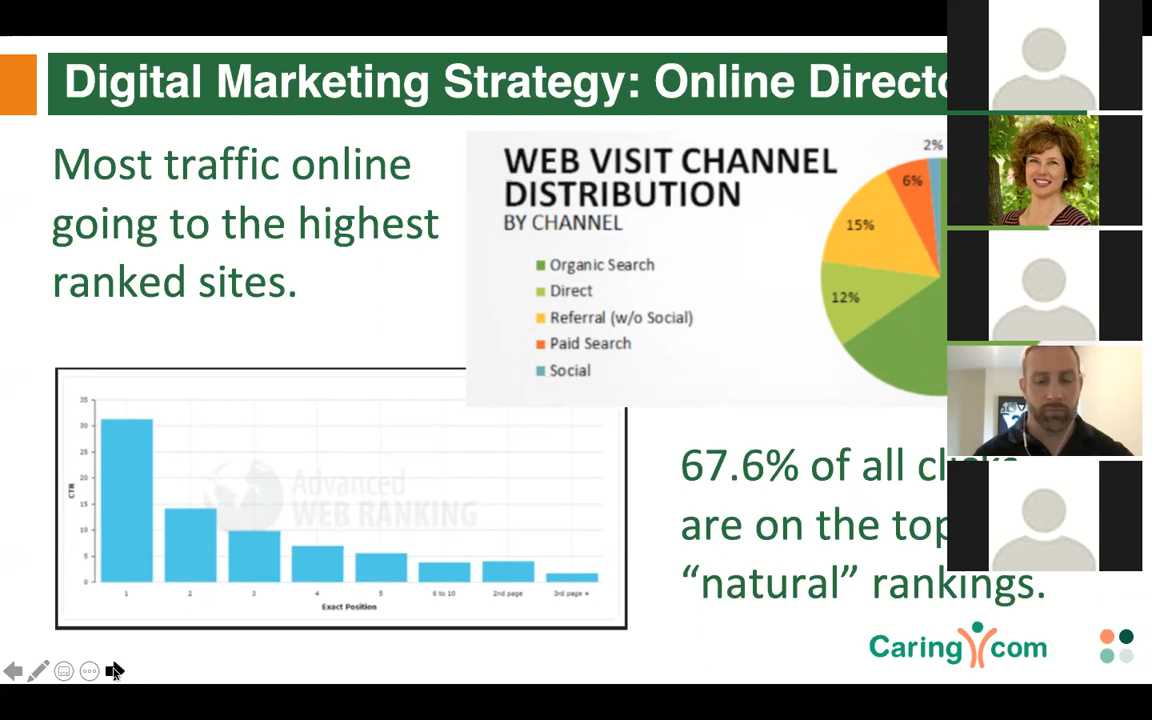 Digital Marketing Strategy: Online Directo
Most traffic online
going to the highest
ranked sites.
WEB VISIT CHANNEL
DISTRIBUTION
BY CHANNEL
Organic Search
Direct
Referral (w/o Social)
Paid Search
Social
2%
6%
15%
12%
35
30
25
20
15
10
5
0
CTR
Advanced
WEB RANKING
1 2 3 4 5 6 to 10 2nd page 3rd page +
Exact Position
67.6% of all
are on the top
“natural” rankings.
Caring com